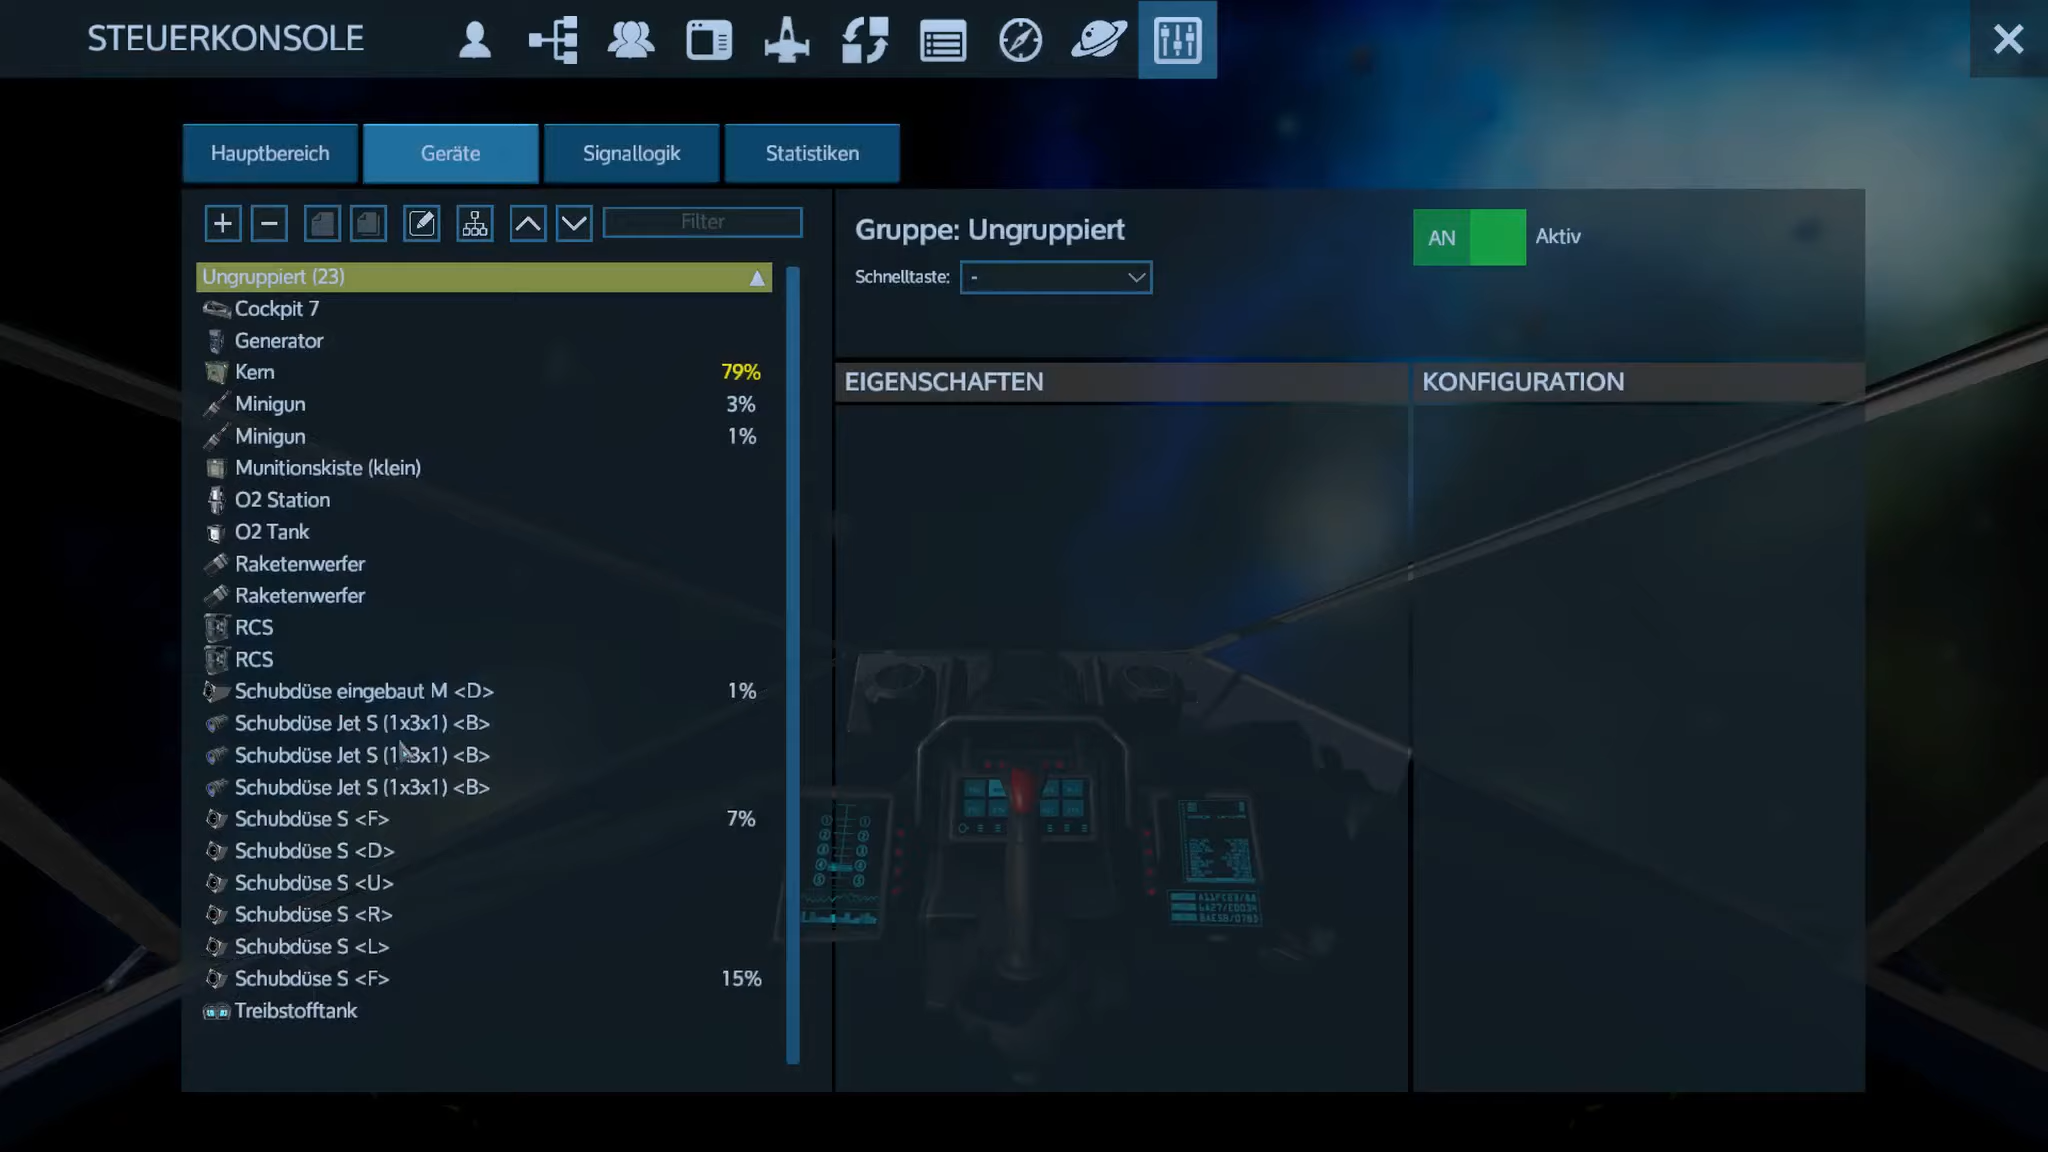 STEUERKONSOLE
Hauptbereich
Geräte
Signallogik
Statistiken
Filter
Ungruppiert (23)
Cockpit 7
Generator
Kern 79%
Minigun 3%
Minigun 1%
Munitionskiste (klein)
O2 Station
O2 Tank
Raketenwerfer
Raketenwerfer
RCS
RCS
Schubdüse eingebaut M <D> 1%
Schubdüse Jet S (1x3x1) <B>
Schubdüse Jet S (1x3x1) <B>
Schubdüse Jet S (1x3x1) <B>
Schubdüse S <F> 7%
Schubdüse S <D>
Schubdüse S <U>
Schubdüse S <R>
Schubdüse S <L>
Schubdüse S <F> 15%
Treibstofftank
Gruppe: Ungruppiert
AN
Aktiv
Schnelltaste: -
EIGENSCHAFTEN
KONFIGURATION